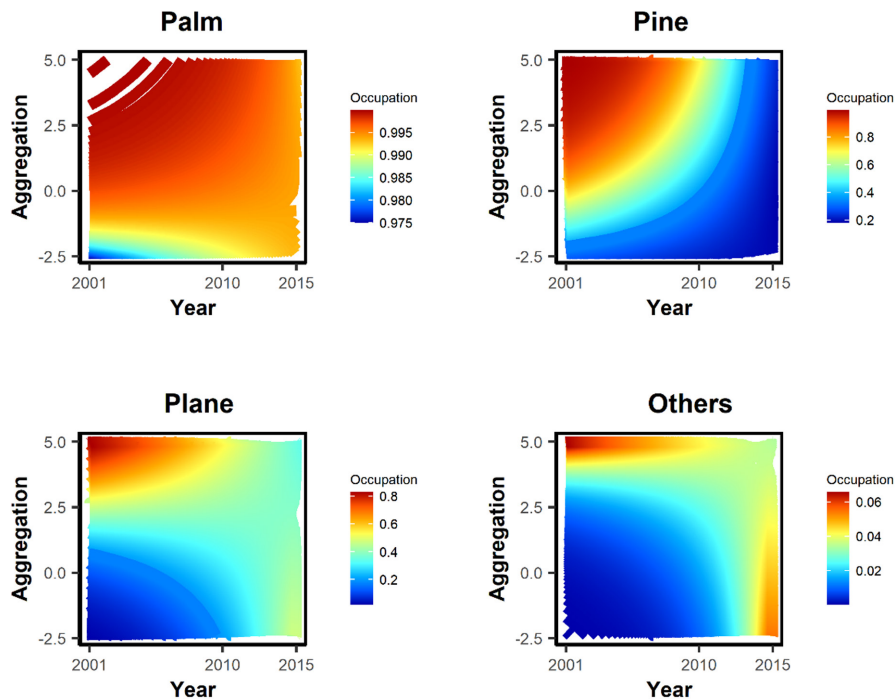 Palm
Aggregation
5.0
2.5
0.0
-2.5
2001
2010
2015
Year
Occupation
0.995
0.990
0.985
0.980
0.975
Pine
Aggregation
5.0
2.5
0.0
-2.5
2001
2010
2015
Year
Occupation
0.8
0.6
0.4
0.2
Plane
Aggregation
5.0
2.5
0.0
-2.5
2001
2010
2015
Year
Occupation
0.8
0.6
0.4
0.2
Others
Aggregation
5.0
2.5
0.0
-2.5
2001
2010
2015
Year
Occupation
0.06
0.04
0.02